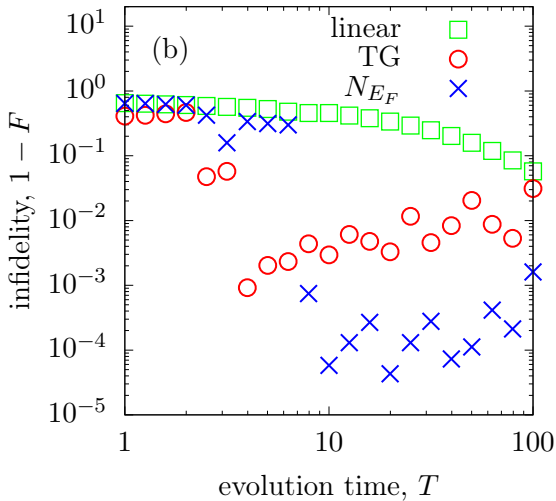 (b)
linear
TG
$N_{E_F}$
infidelity, $1 - F$
$10^1$
$10^0$
$10^{-1}$
$10^{-2}$
$10^{-3}$
$10^{-4}$
$10^{-5}$
1 10 100
evolution time, $T$